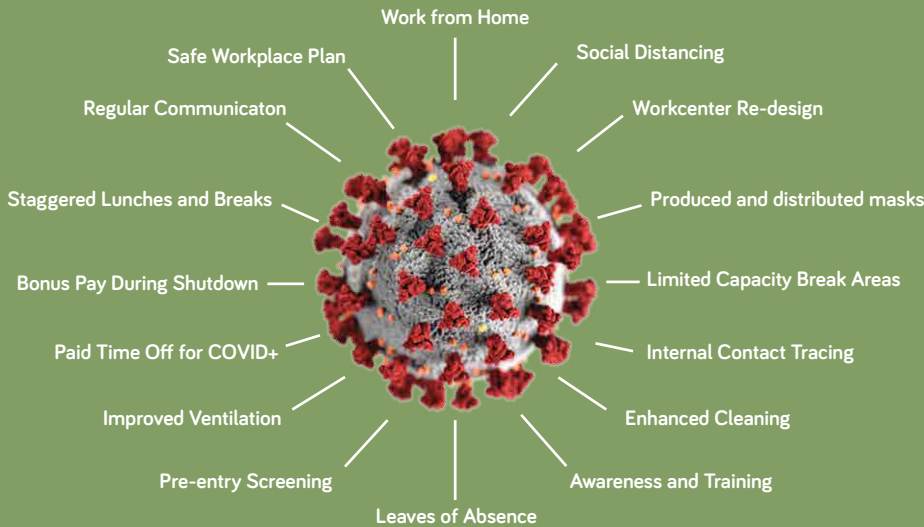 Work from Home
Safe Workplace Plan
Social Distancing
Regular Communicaton
Workcenter Re-design
Staggered Lunches and Breaks
Produced and distributed masks
Bonus Pay During Shutdown
Limited Capacity Break Areas
Paid Time Off for COVID+
Internal Contact Tracing
Improved Ventilation
Enhanced Cleaning
Pre-entry Screening
Awareness and Training
Leaves of Absence